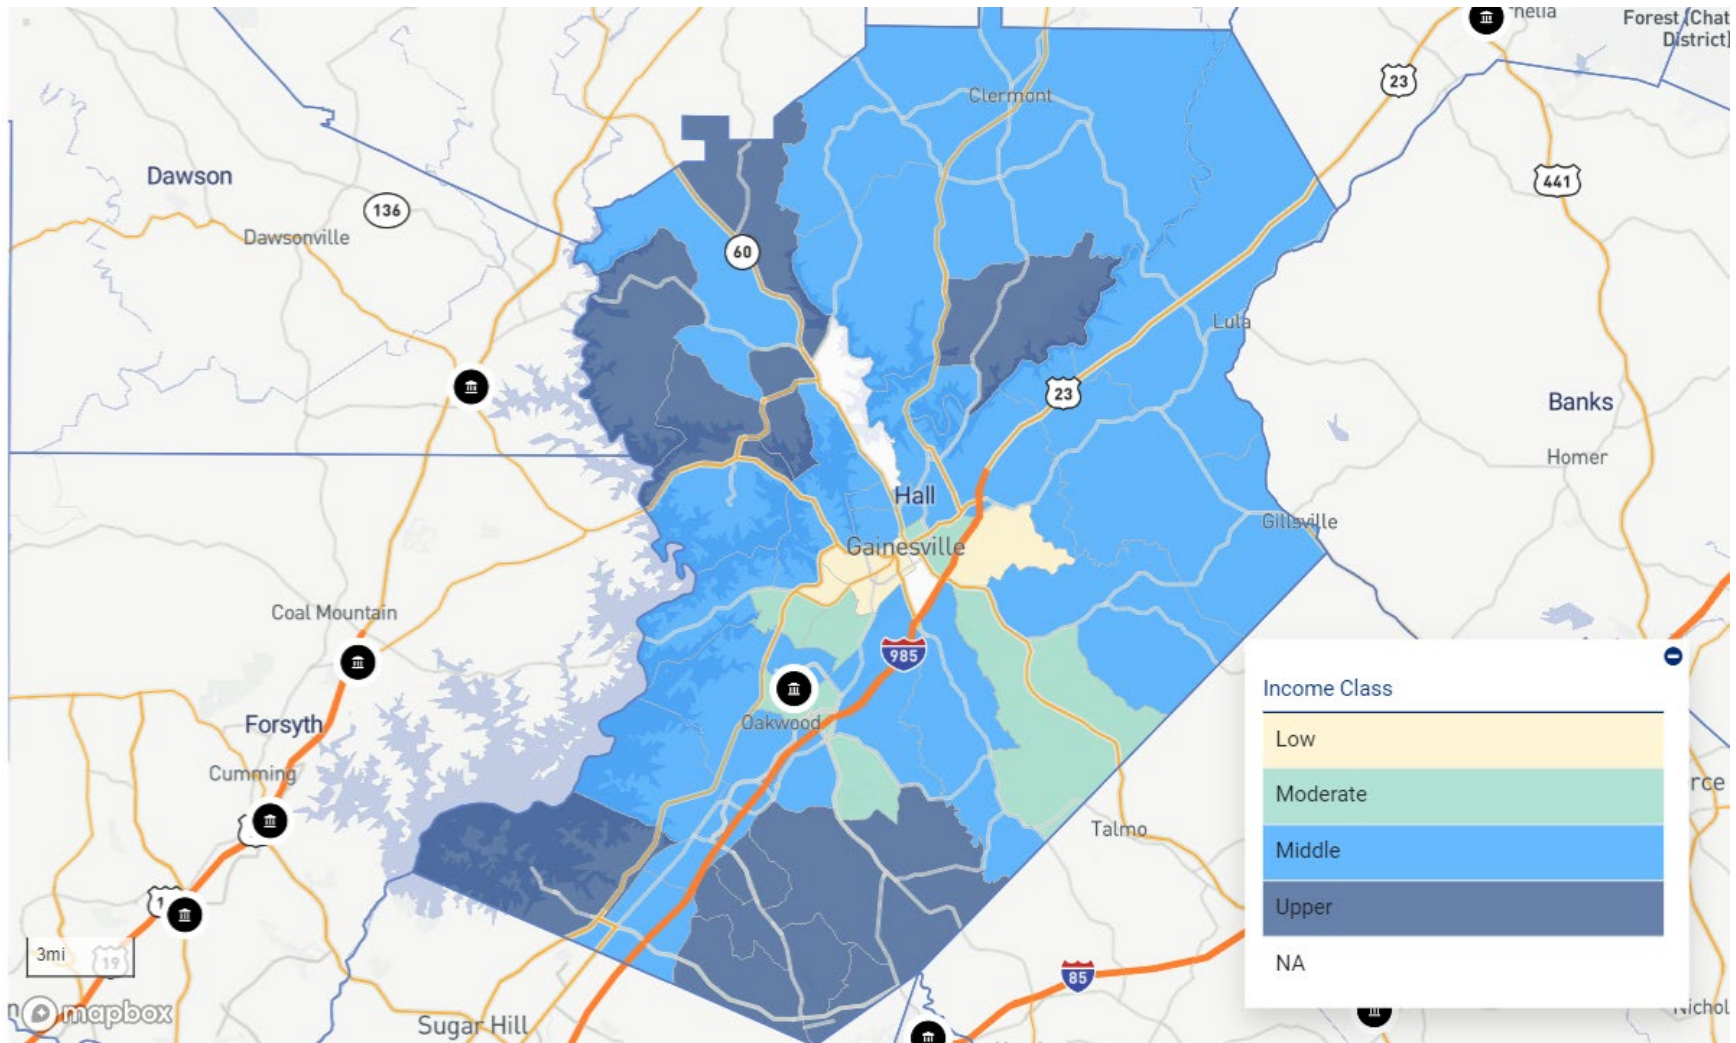 Forest (Chat
District)
23
Clermont
Dawson
441
136
Dawsonville
60
Lula
23
Banks
Homer
Hall
Gillsville
Gainesville
Coal Mountain
985
Income Class
Low
Moderate
Middle
Upper
NA
Oakwood
Forsyth
Cumming
Talmo
3mi
19
85
mapbox
Sugar Hill